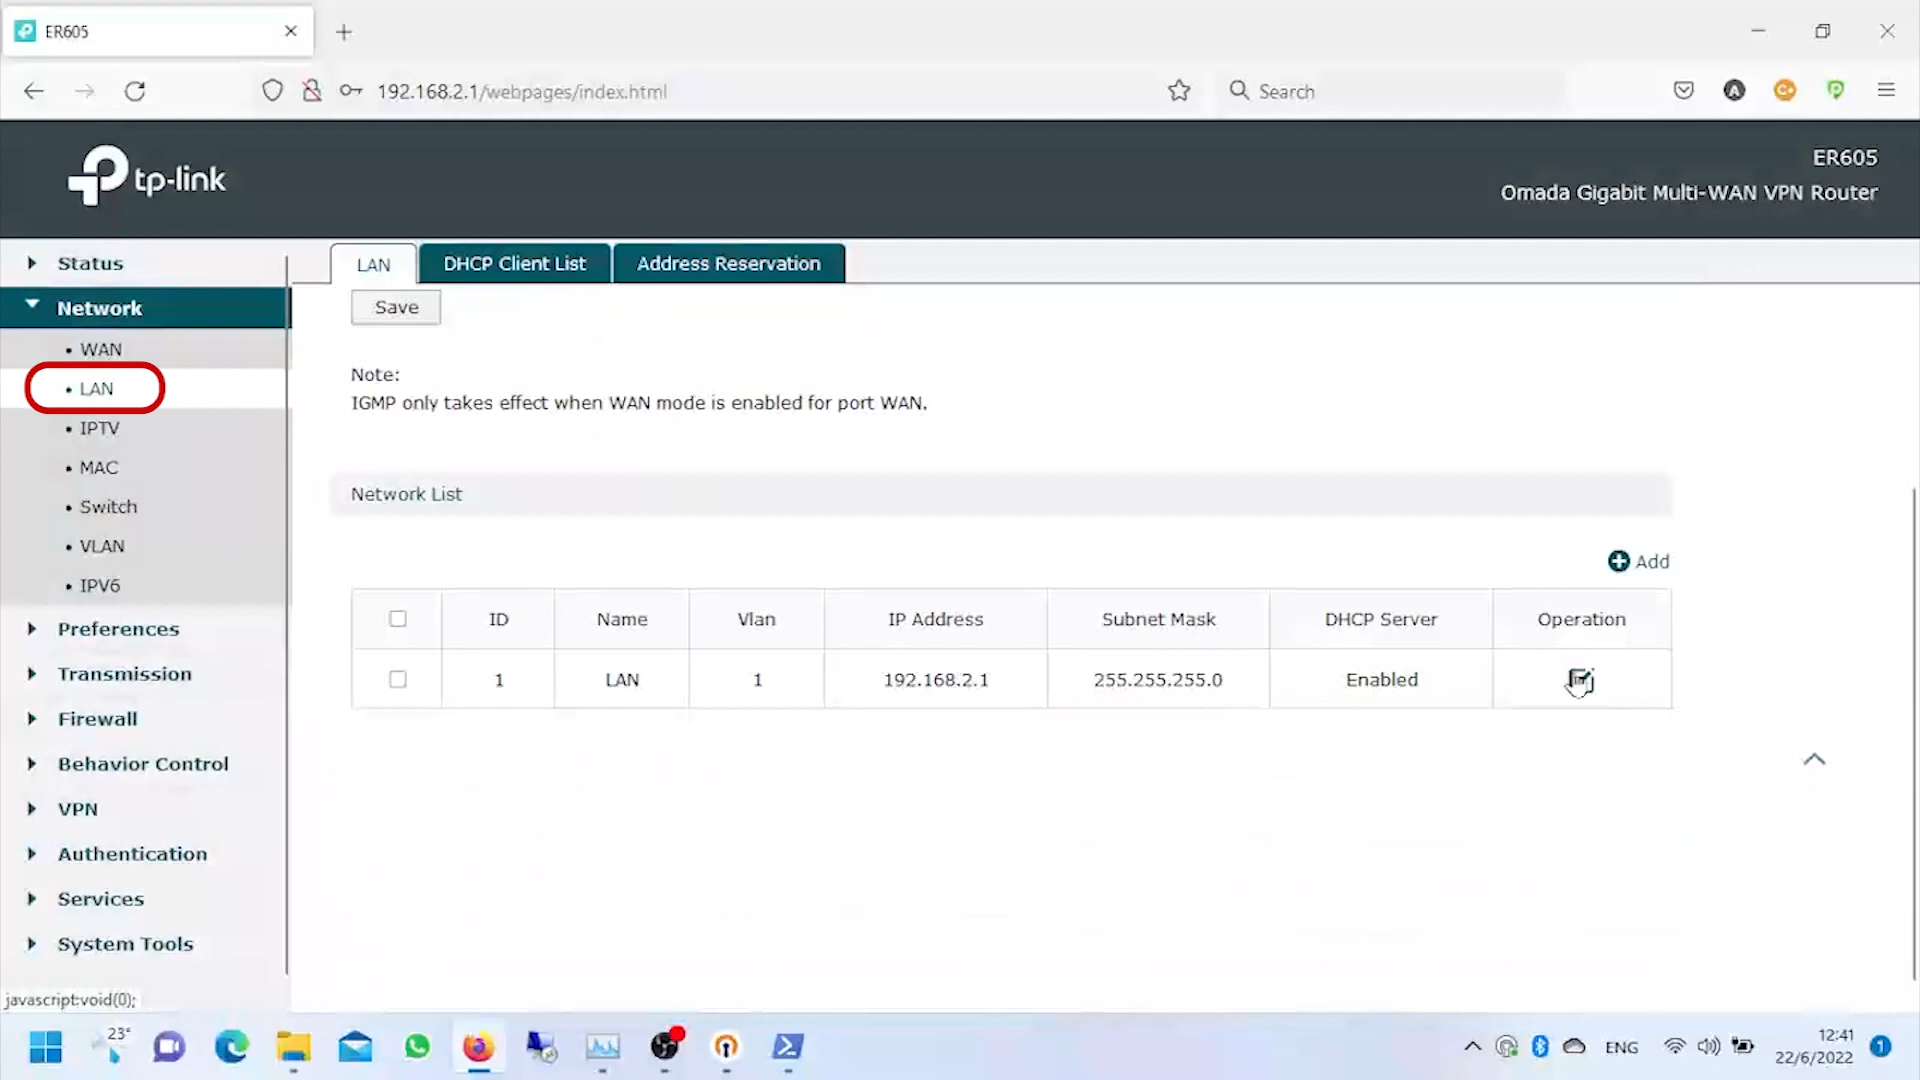 ER605
192.168.2.1/webpages/index.html
Search
tp-link
ER605
Omada Gigabit Multi-WAN VPN Router
Status
Network
WAN
LAN
IPTV
MAC
Switch
VLAN
IPV6
Preferences
Transmission
Firewall
Behavior Control
VPN
Authentication
Services
System Tools
LAN
DHCP Client List
Address Reservation
Save
Note:
IGMP only takes effect when WAN mode is enabled for port WAN.
Network List
Add
ID Name Vlan IP Address Subnet Mask DHCP Server Operation
1 LAN 1 192.168.2.1 255.255.255.0 Enabled
javascript:void(0);
23°
ENG
12:41
22/6/2022
1